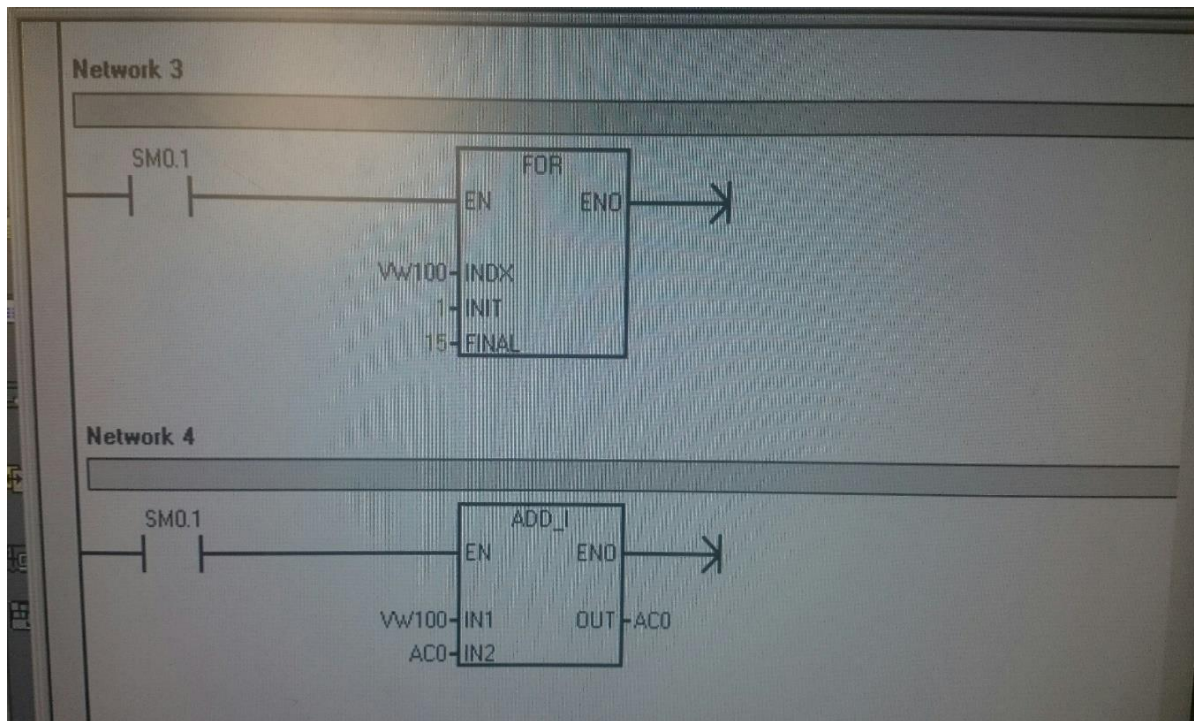 Network 3
SM0.1
FOR
EN ENO
VW100 INDX
1 INIT
15 FINAL
Network 4
SM0.1
ADD_I
EN ENO
VW100 IN1 OUT AC0
AC0 IN2